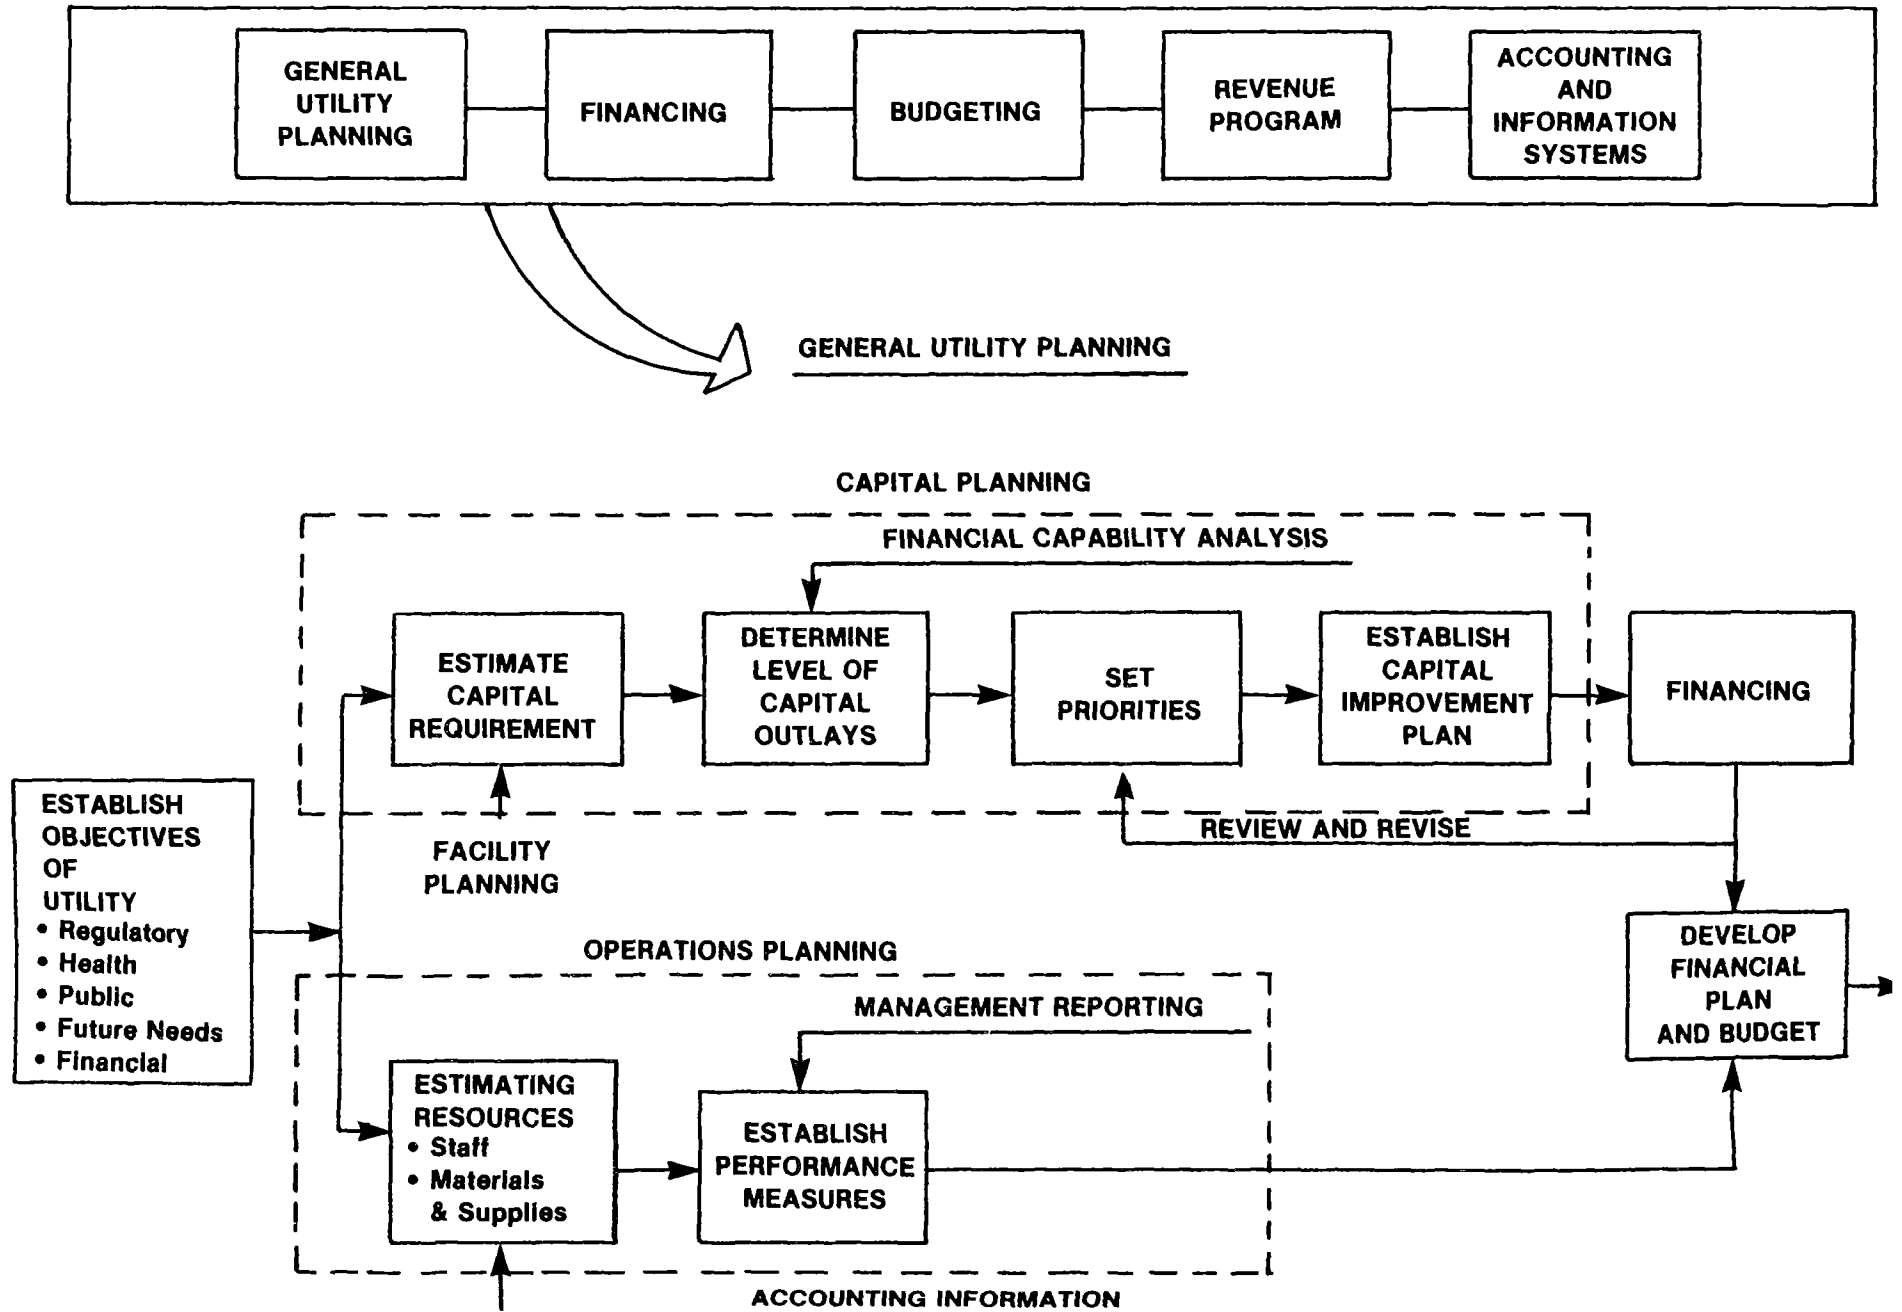 GENERAL
UTILITY
PLANNING
FINANCING
BUDGETING
REVENUE
PROGRAM
ACCOUNTING
AND
INFORMATION
SYSTEMS
GENERAL UTILITY PLANNING
CAPITAL PLANNING
FINANCIAL CAPABILITY ANALYSIS
ESTIMATE
CAPITAL
REQUIREMENT
DETERMINE
LEVEL OF
CAPITAL
OUTLAYS
SET
PRIORITIES
ESTABLISH
CAPITAL
IMPROVEMENT
PLAN
FINANCING
REVIEW AND REVISE
FACILITY
PLANNING
ESTABLISH
OBJECTIVES
OF
UTILITY
• Regulatory
• Health
• Public
• Future Needs
• Financial
OPERATIONS PLANNING
MANAGEMENT REPORTING
DEVELOP
FINANCIAL
PLAN
AND BUDGET
ESTIMATING
RESOURCES
• Staff
• Materials
& Supplies
ESTABLISH
PERFORMANCE
MEASURES
ACCOUNTING INFORMATION